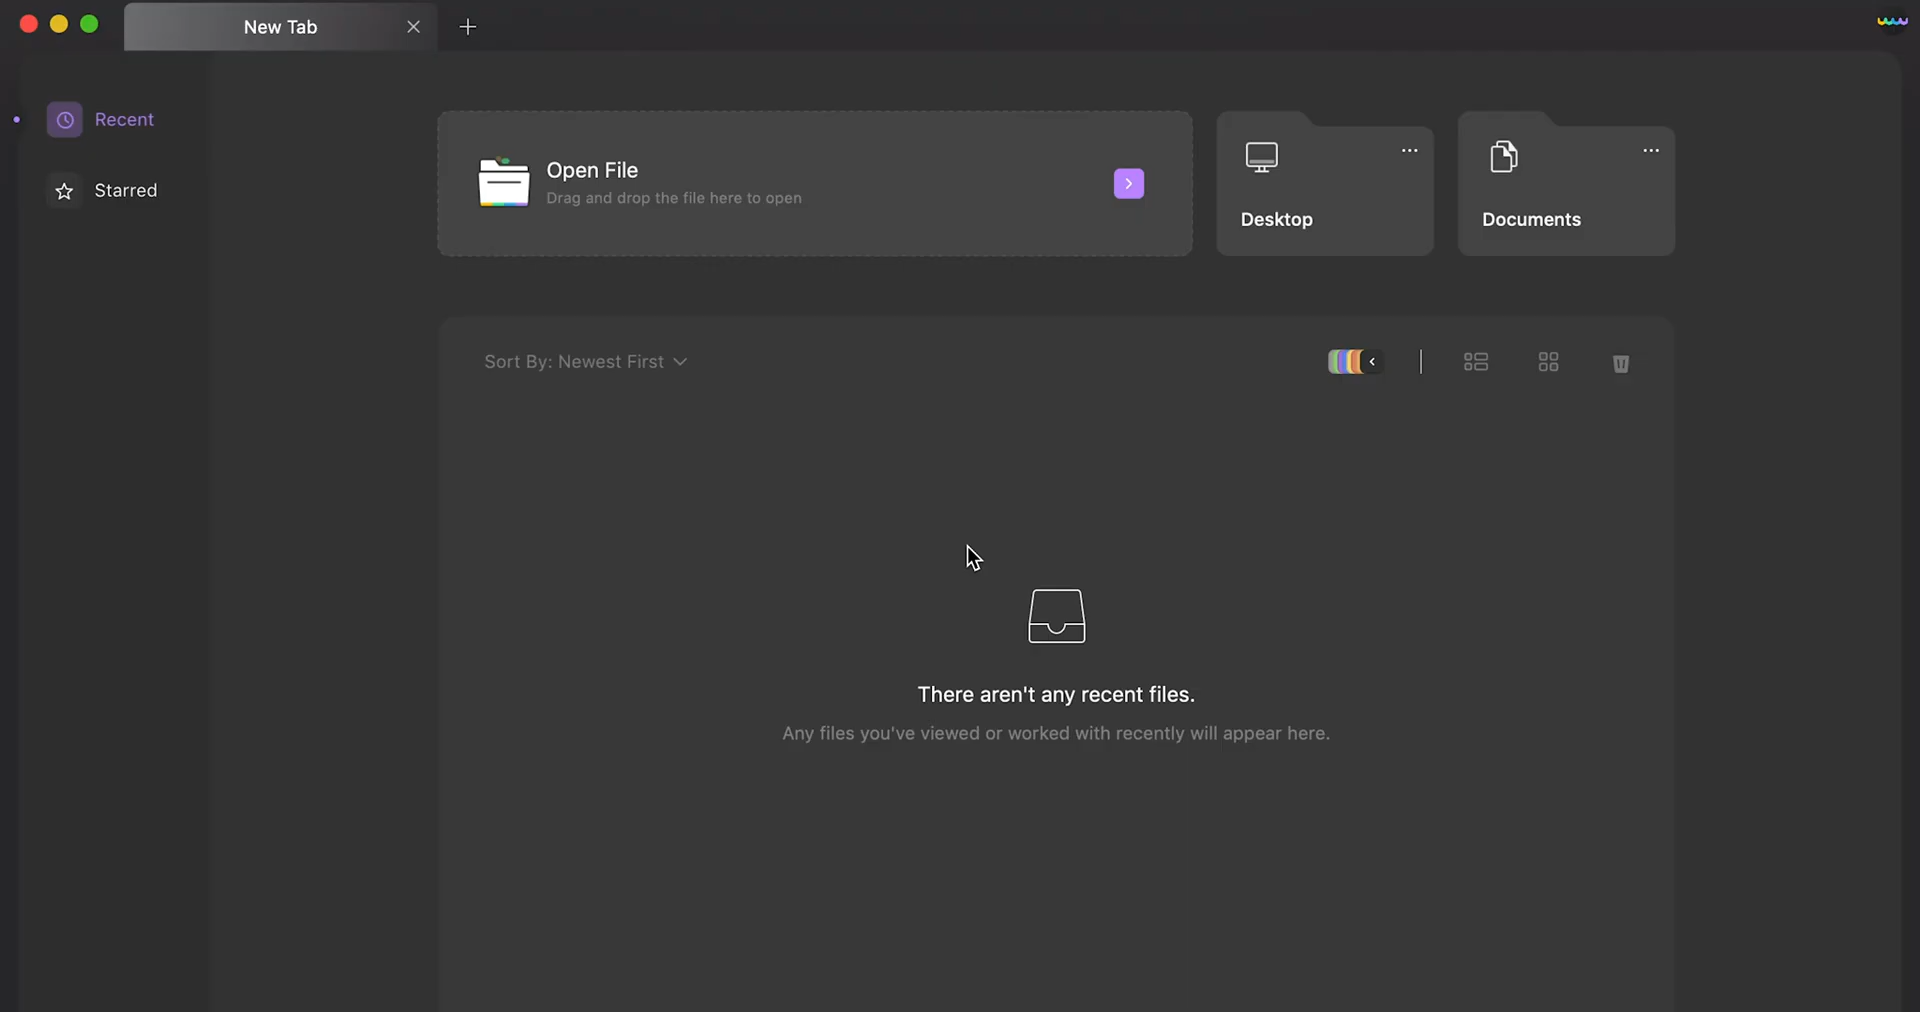 New Tab
Recent
Starred
Open File
Drag and drop the file here to open
Desktop
Documents
Sort By: Newest First
There aren't any recent files.
Any files you've viewed or worked with recently will appear here.